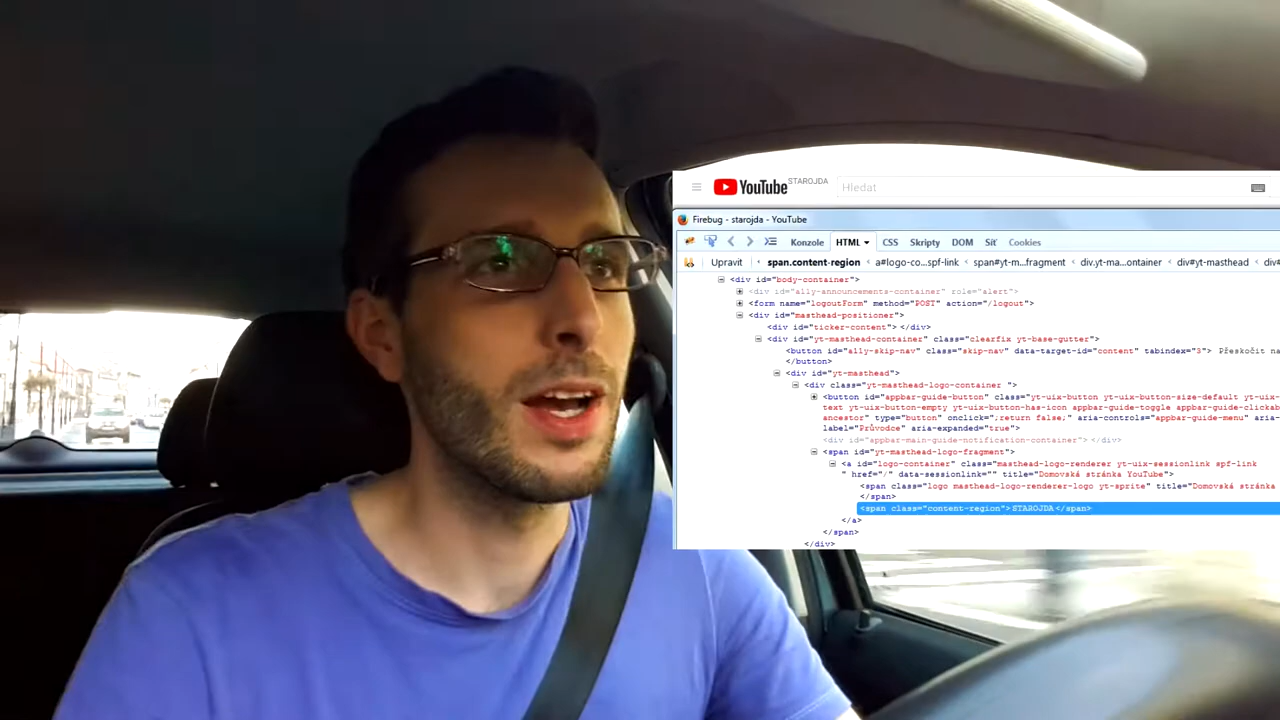 YouTube STAROJDA Hledat
Firebug - starojda - YouTube
Konzole HTML CSS Skripty DOM Síť Cookies
Upravit span.content-region < a#logo-co...spf-link < span#yt-m...fragment < div.yt-ma...ontainer < div#yt-masthead < div#
<div id="body-container">
<div id="a11y-announcements-container" role="alert">
<form name="logoutForm" method="POST" action="/logout">
<div id="masthead-positioner">
<div id="ticker-content"> </div>
<div id="yt-masthead-container" class="clearfix yt-base-gutter">
<button id="a11y-skip-nav" class="skip-nav" data-target-id="content" tabindex="3"> Přeskočit na
</button>
<div id="yt-masthead">
<div class="yt-masthead-logo-container ">
<button id="appbar-guide-button" class="yt-uix-button yt-uix-button-size-default yt-uix-
text yt-uix-button-empty yt-uix-button-has-icon appbar-guide-toggle appbar-guide-clickab
ancestor" type="button" onclick=";return false;" aria-controls="appbar-guide-menu" aria-
label="Průvodce" aria-expanded="true">
<div id="appbar-main-guide-notification-container"> </div>
<span id="yt-masthead-logo-fragment">
<a id="logo-container" class="masthead-logo-renderer yt-uix-sessionlink spf-link
" href="/" data-sessionlink="" title="Domovská stránka YouTube">
<span class="logo masthead-logo-renderer-logo yt-sprite" title="Domovská stránka
</span>
<span class="content-region">STAROJDA</span>
</a>
</span>
</div>